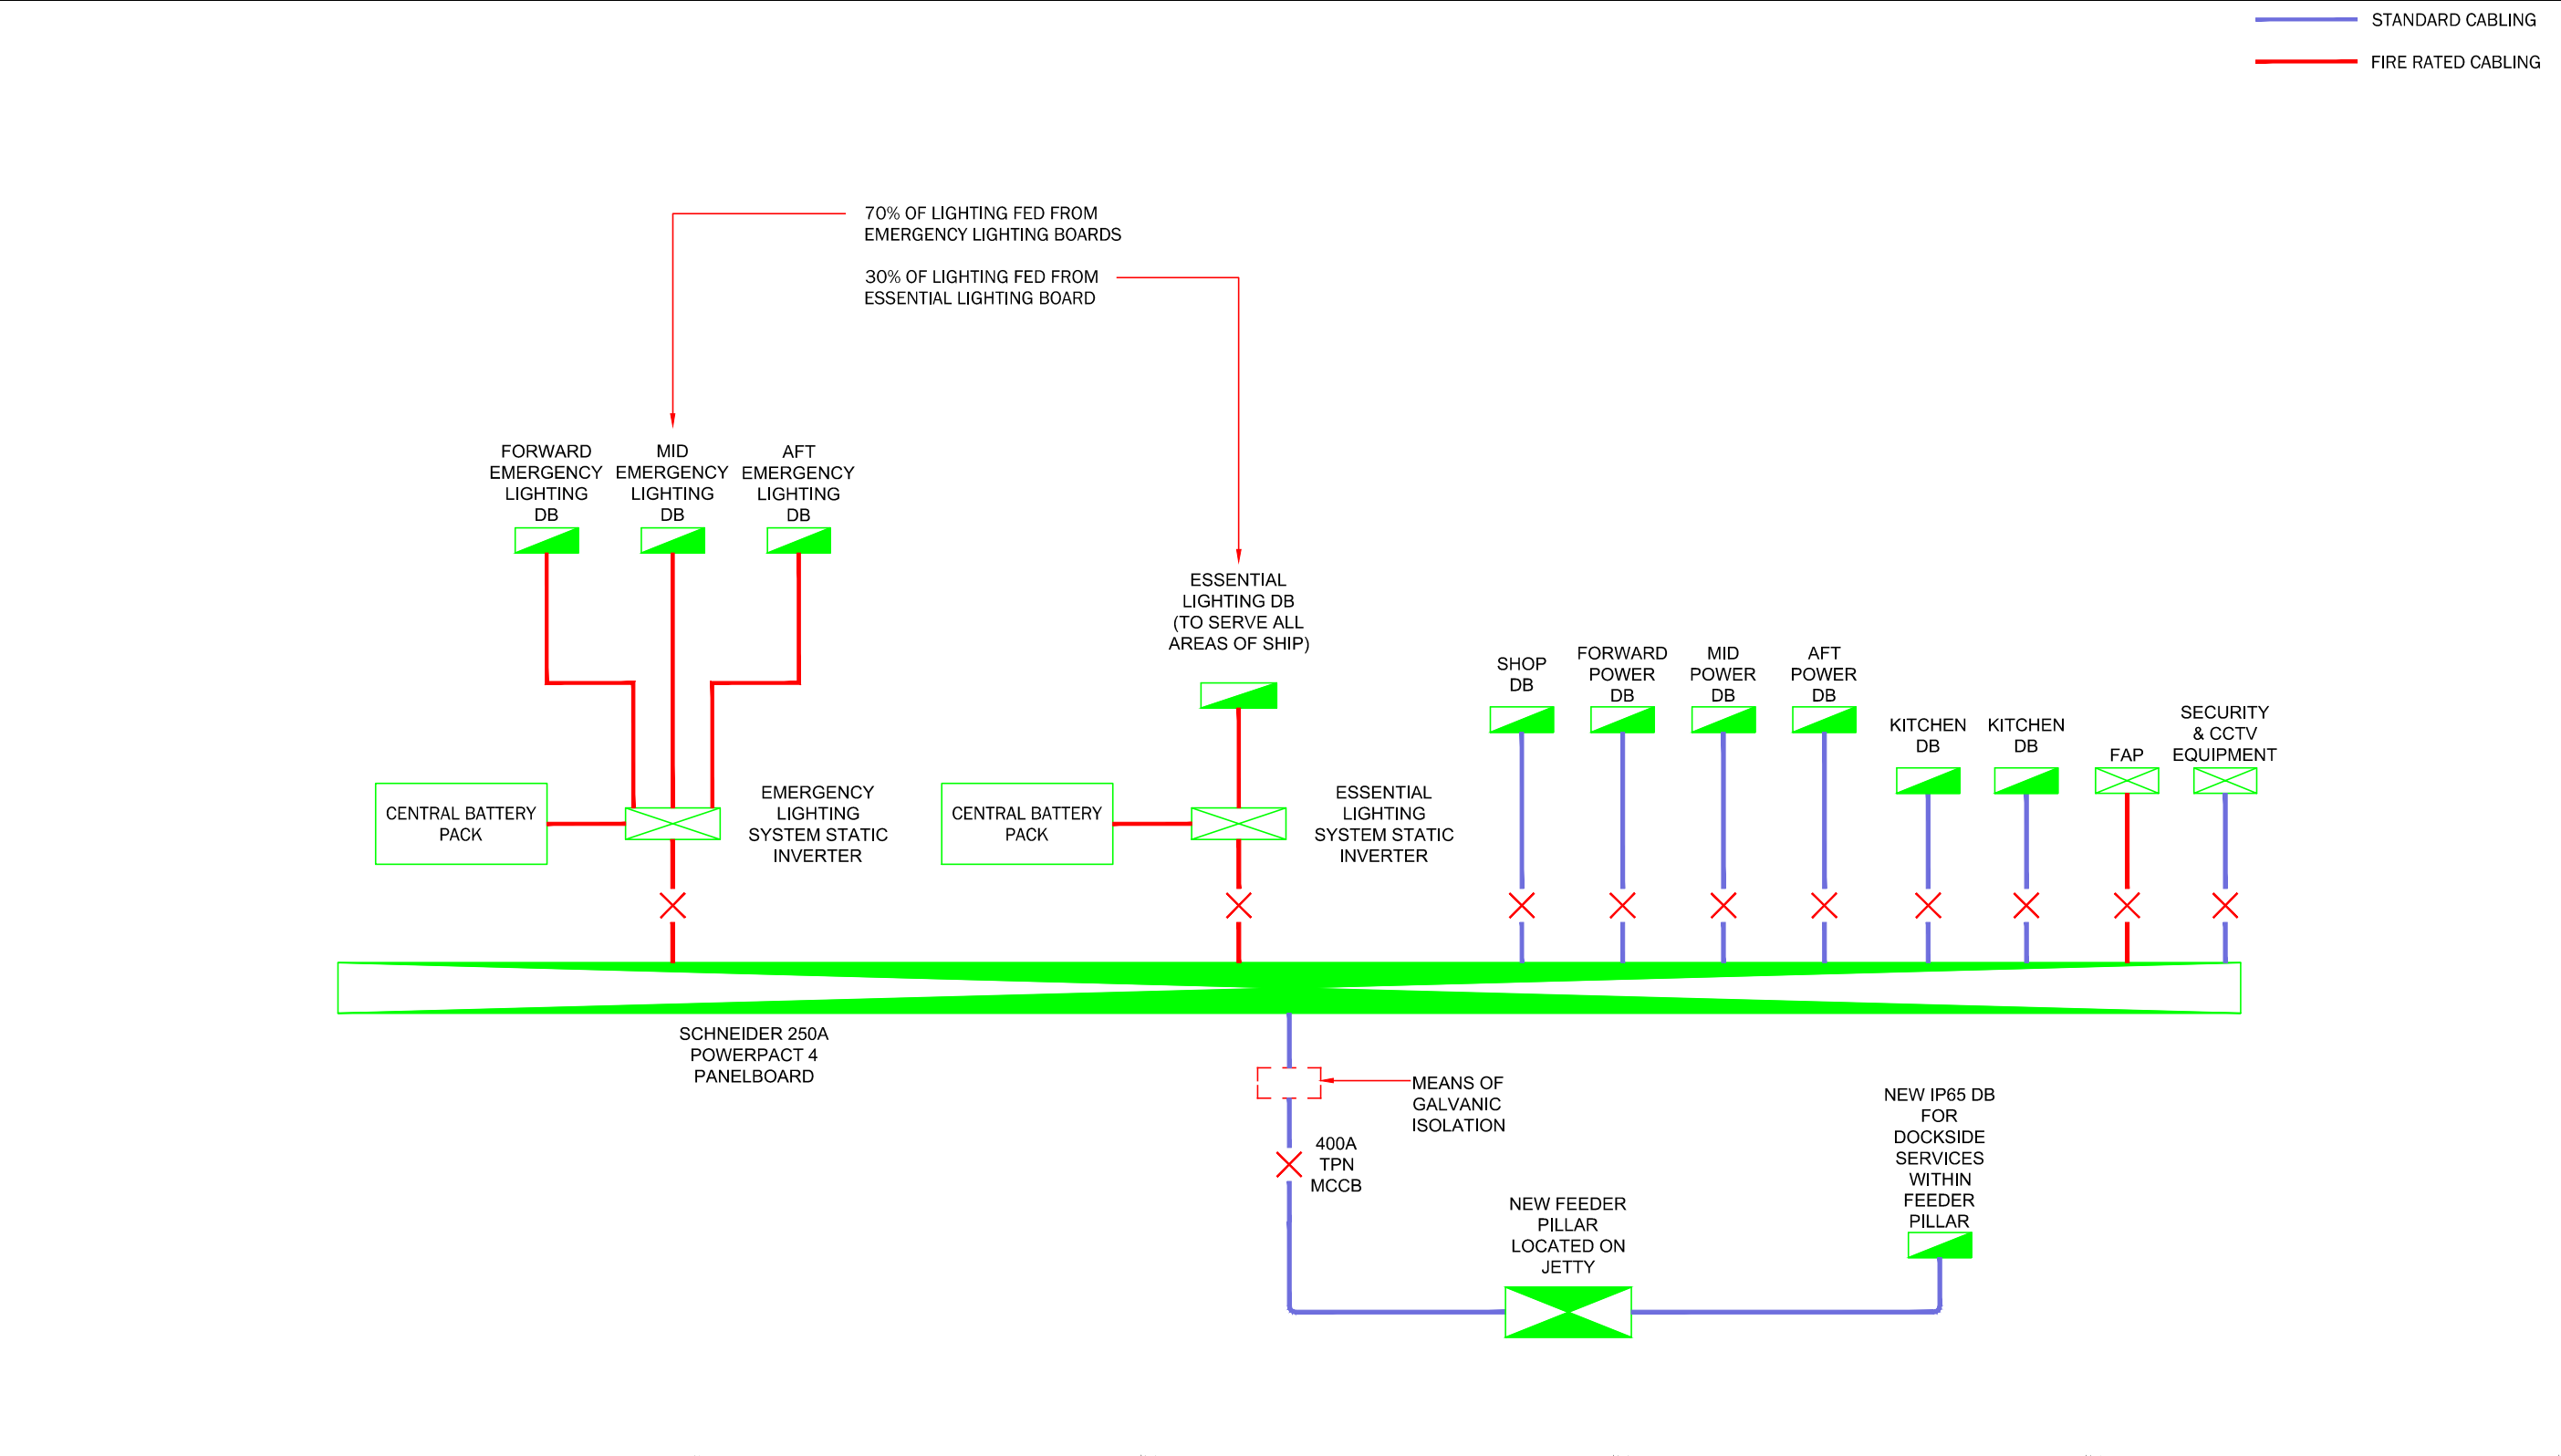 STANDARD CABLING
FIRE RATED CABLING
70% OF LIGHTING FED FROM
EMERGENCY LIGHTING BOARDS
30% OF LIGHTING FED FROM
ESSENTIAL LIGHTING BOARD
FORWARD
EMERGENCY
LIGHTING
DB
MID
EMERGENCY
LIGHTING
DB
AFT
EMERGENCY
LIGHTING
DB
ESSENTIAL
LIGHTING DB
(TO SERVE ALL
AREAS OF SHIP)
SHOP
DB
FORWARD
POWER
DB
MID
POWER
DB
AFT
POWER
DB
KITCHEN
DB
KITCHEN
DB
FAP
SECURITY
& CCTV
EQUIPMENT
CENTRAL BATTERY
PACK
EMERGENCY
LIGHTING
SYSTEM STATIC
INVERTER
CENTRAL BATTERY
PACK
ESSENTIAL
LIGHTING
SYSTEM STATIC
INVERTER
SCHNEIDER 250A
POWERPACT 4
PANELBOARD
MEANS OF
GALVANIC
ISOLATION
400A
TPN
MCCB
NEW FEEDER
PILLAR
LOCATED ON
JETTY
NEW IP65 DB
FOR
DOCKSIDE
SERVICES
WITHIN
FEEDER
PILLAR